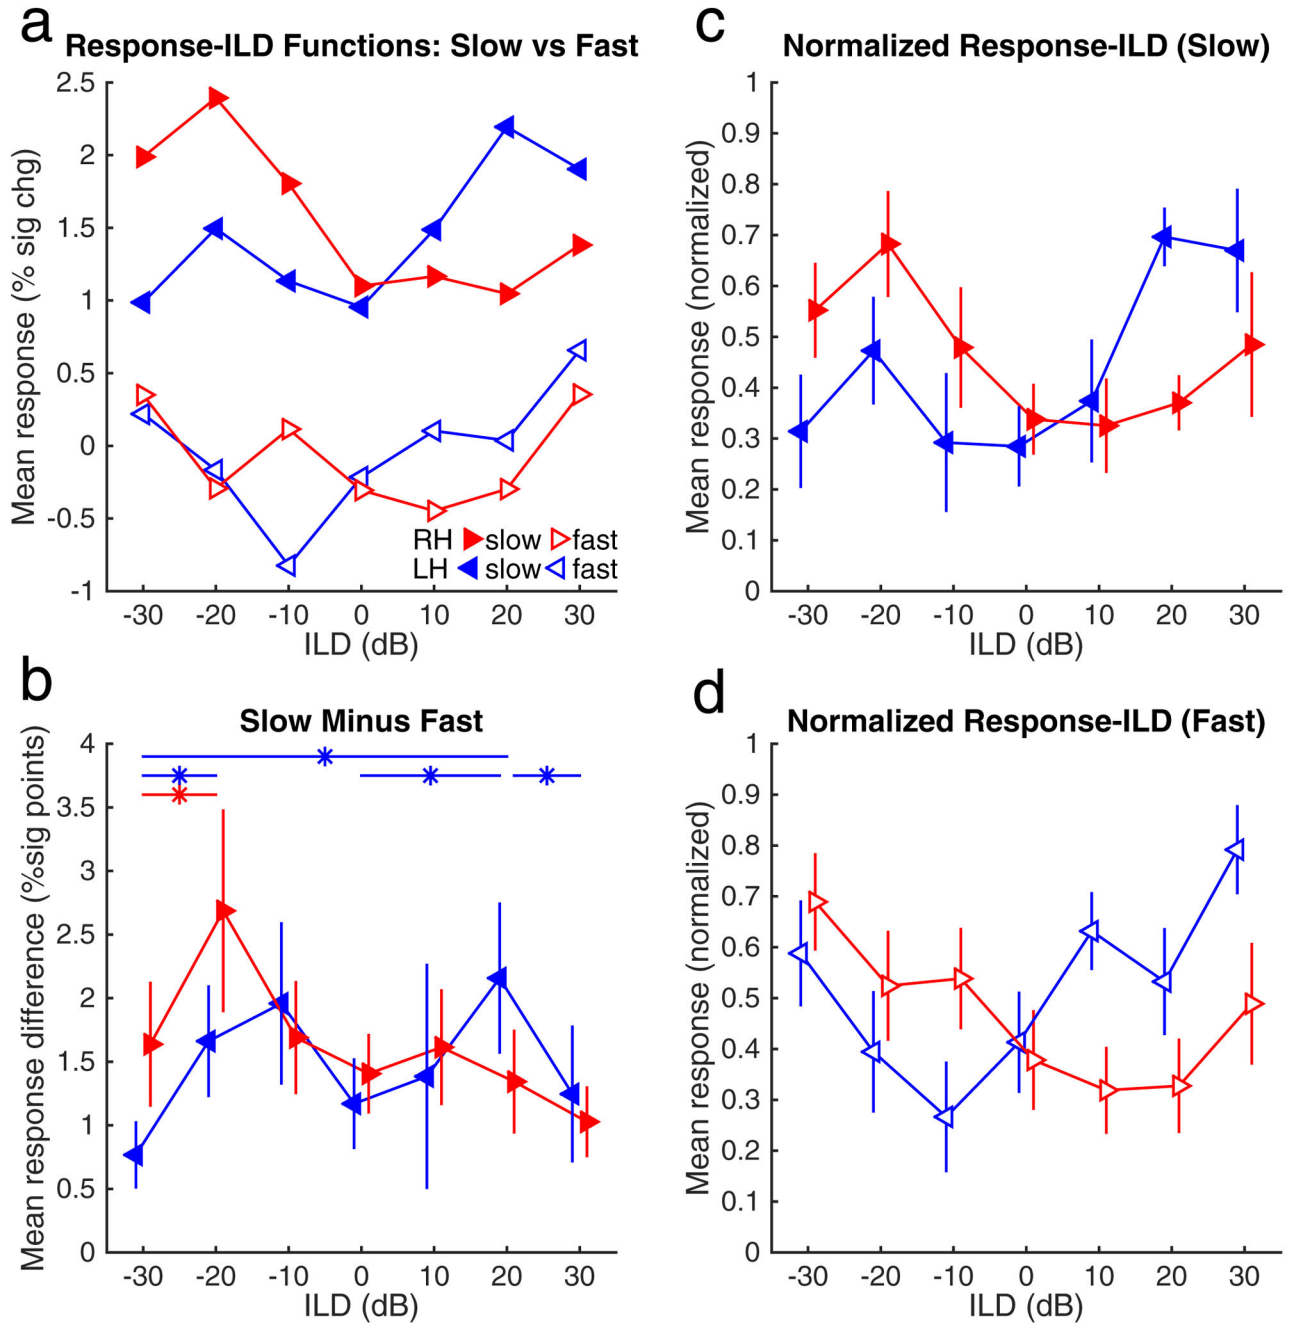 a
Response-ILD Functions: Slow vs Fast
Mean response (% sig chg)
2.5
2
1.5
1
0.5
0
-0.5
-1
RH slow fast
LH slow fast
-30 -20 -10 0 10 20 30
ILD (dB)
c
Normalized Response-ILD (Slow)
Mean response (normalized)
1
0.9
0.8
0.7
0.6
0.5
0.4
0.3
0.2
0.1
0
-30 -20 -10 0 10 20 30
ILD (dB)
b
Slow Minus Fast
Mean response difference (%sig points)
4
3.5
3
2.5
2
1.5
1
0.5
0
-30 -20 -10 0 10 20 30
ILD (dB)
d
Normalized Response-ILD (Fast)
Mean response (normalized)
1
0.9
0.8
0.7
0.6
0.5
0.4
0.3
0.2
0.1
0
-30 -20 -10 0 10 20 30
ILD (dB)